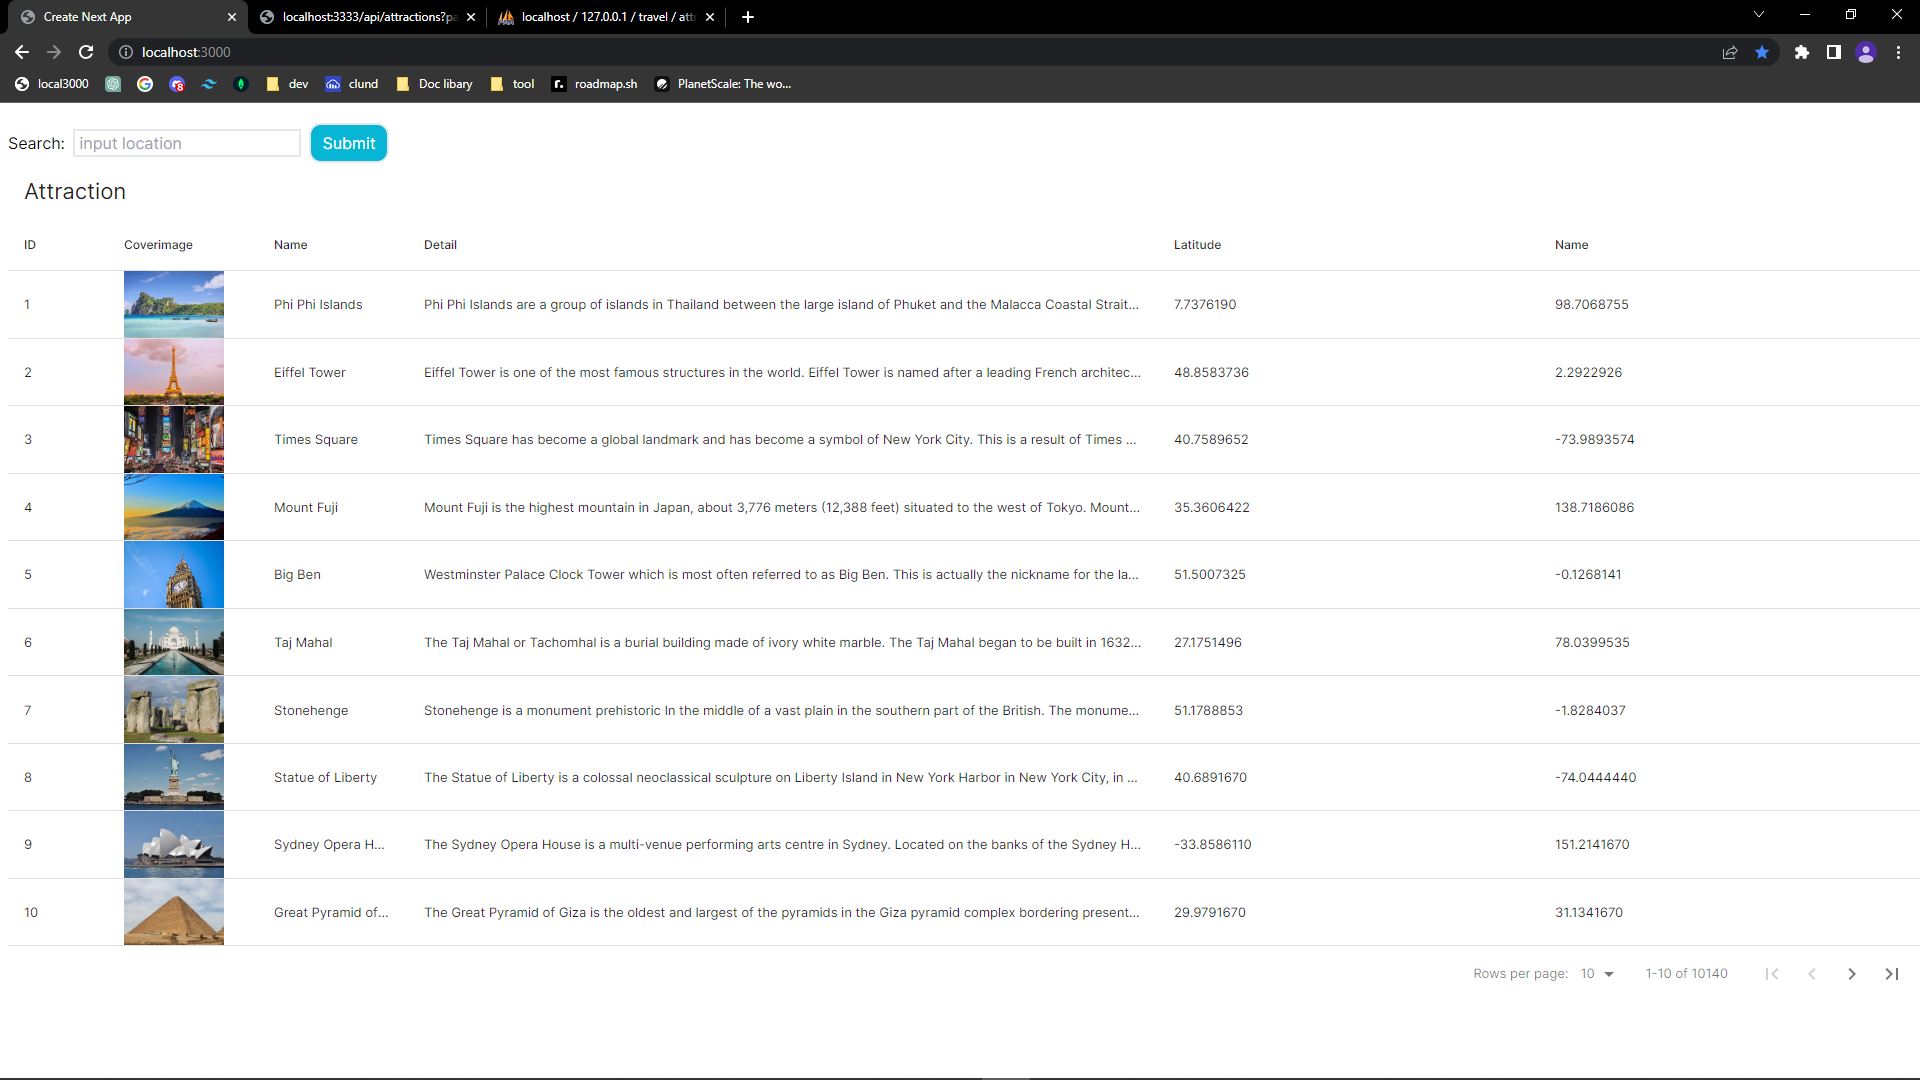 Create Next App
localhost:3333/api/attractions?pa
localhost / 127.0.0.1 / travel / att
localhost:3000
local3000
dev
clund
Doc libary
tool
r.
roadmap.sh
PlanetScale: The wo...
Search: input location Submit
Attraction
ID Coverimage Name Detail Latitude Name
1 Phi Phi Islands Phi Phi Islands are a group of islands in Thailand between the large island of Phuket and the Malacca Coastal Strait... 7.7376190 98.7068755
2 Eiffel Tower Eiffel Tower is one of the most famous structures in the world. Eiffel Tower is named after a leading French architec... 48.8583736 2.2922926
3 Times Square Times Square has become a global landmark and has become a symbol of New York City. This is a result of Times ... 40.7589652 -73.9893574
4 Mount Fuji Mount Fuji is the highest mountain in Japan, about 3,776 meters (12,388 feet) situated to the west of Tokyo. Mount... 35.3606422 138.7186086
5 Big Ben Westminster Palace Clock Tower which is most often referred to as Big Ben. This is actually the nickname for the la... 51.5007325 -0.1268141
6 Taj Mahal The Taj Mahal or Tachomhal is a burial building made of ivory white marble. The Taj Mahal began to be built in 1632... 27.1751496 78.0399535
7 Stonehenge Stonehenge is a monument prehistoric In the middle of a vast plain in the southern part of the British. The monume... 51.1788853 -1.8284037
8 Statue of Liberty The Statue of Liberty is a colossal neoclassical sculpture on Liberty Island in New York Harbor in New York City, in ... 40.6891670 -74.0444440
9 Sydney Opera H... The Sydney Opera House is a multi-venue performing arts centre in Sydney. Located on the banks of the Sydney H... -33.8586110 151.2141670
10 Great Pyramid of... The Great Pyramid of Giza is the oldest and largest of the pyramids in the Giza pyramid complex bordering present... 29.9791670 31.1341670
Rows per page: 10 1-10 of 10140